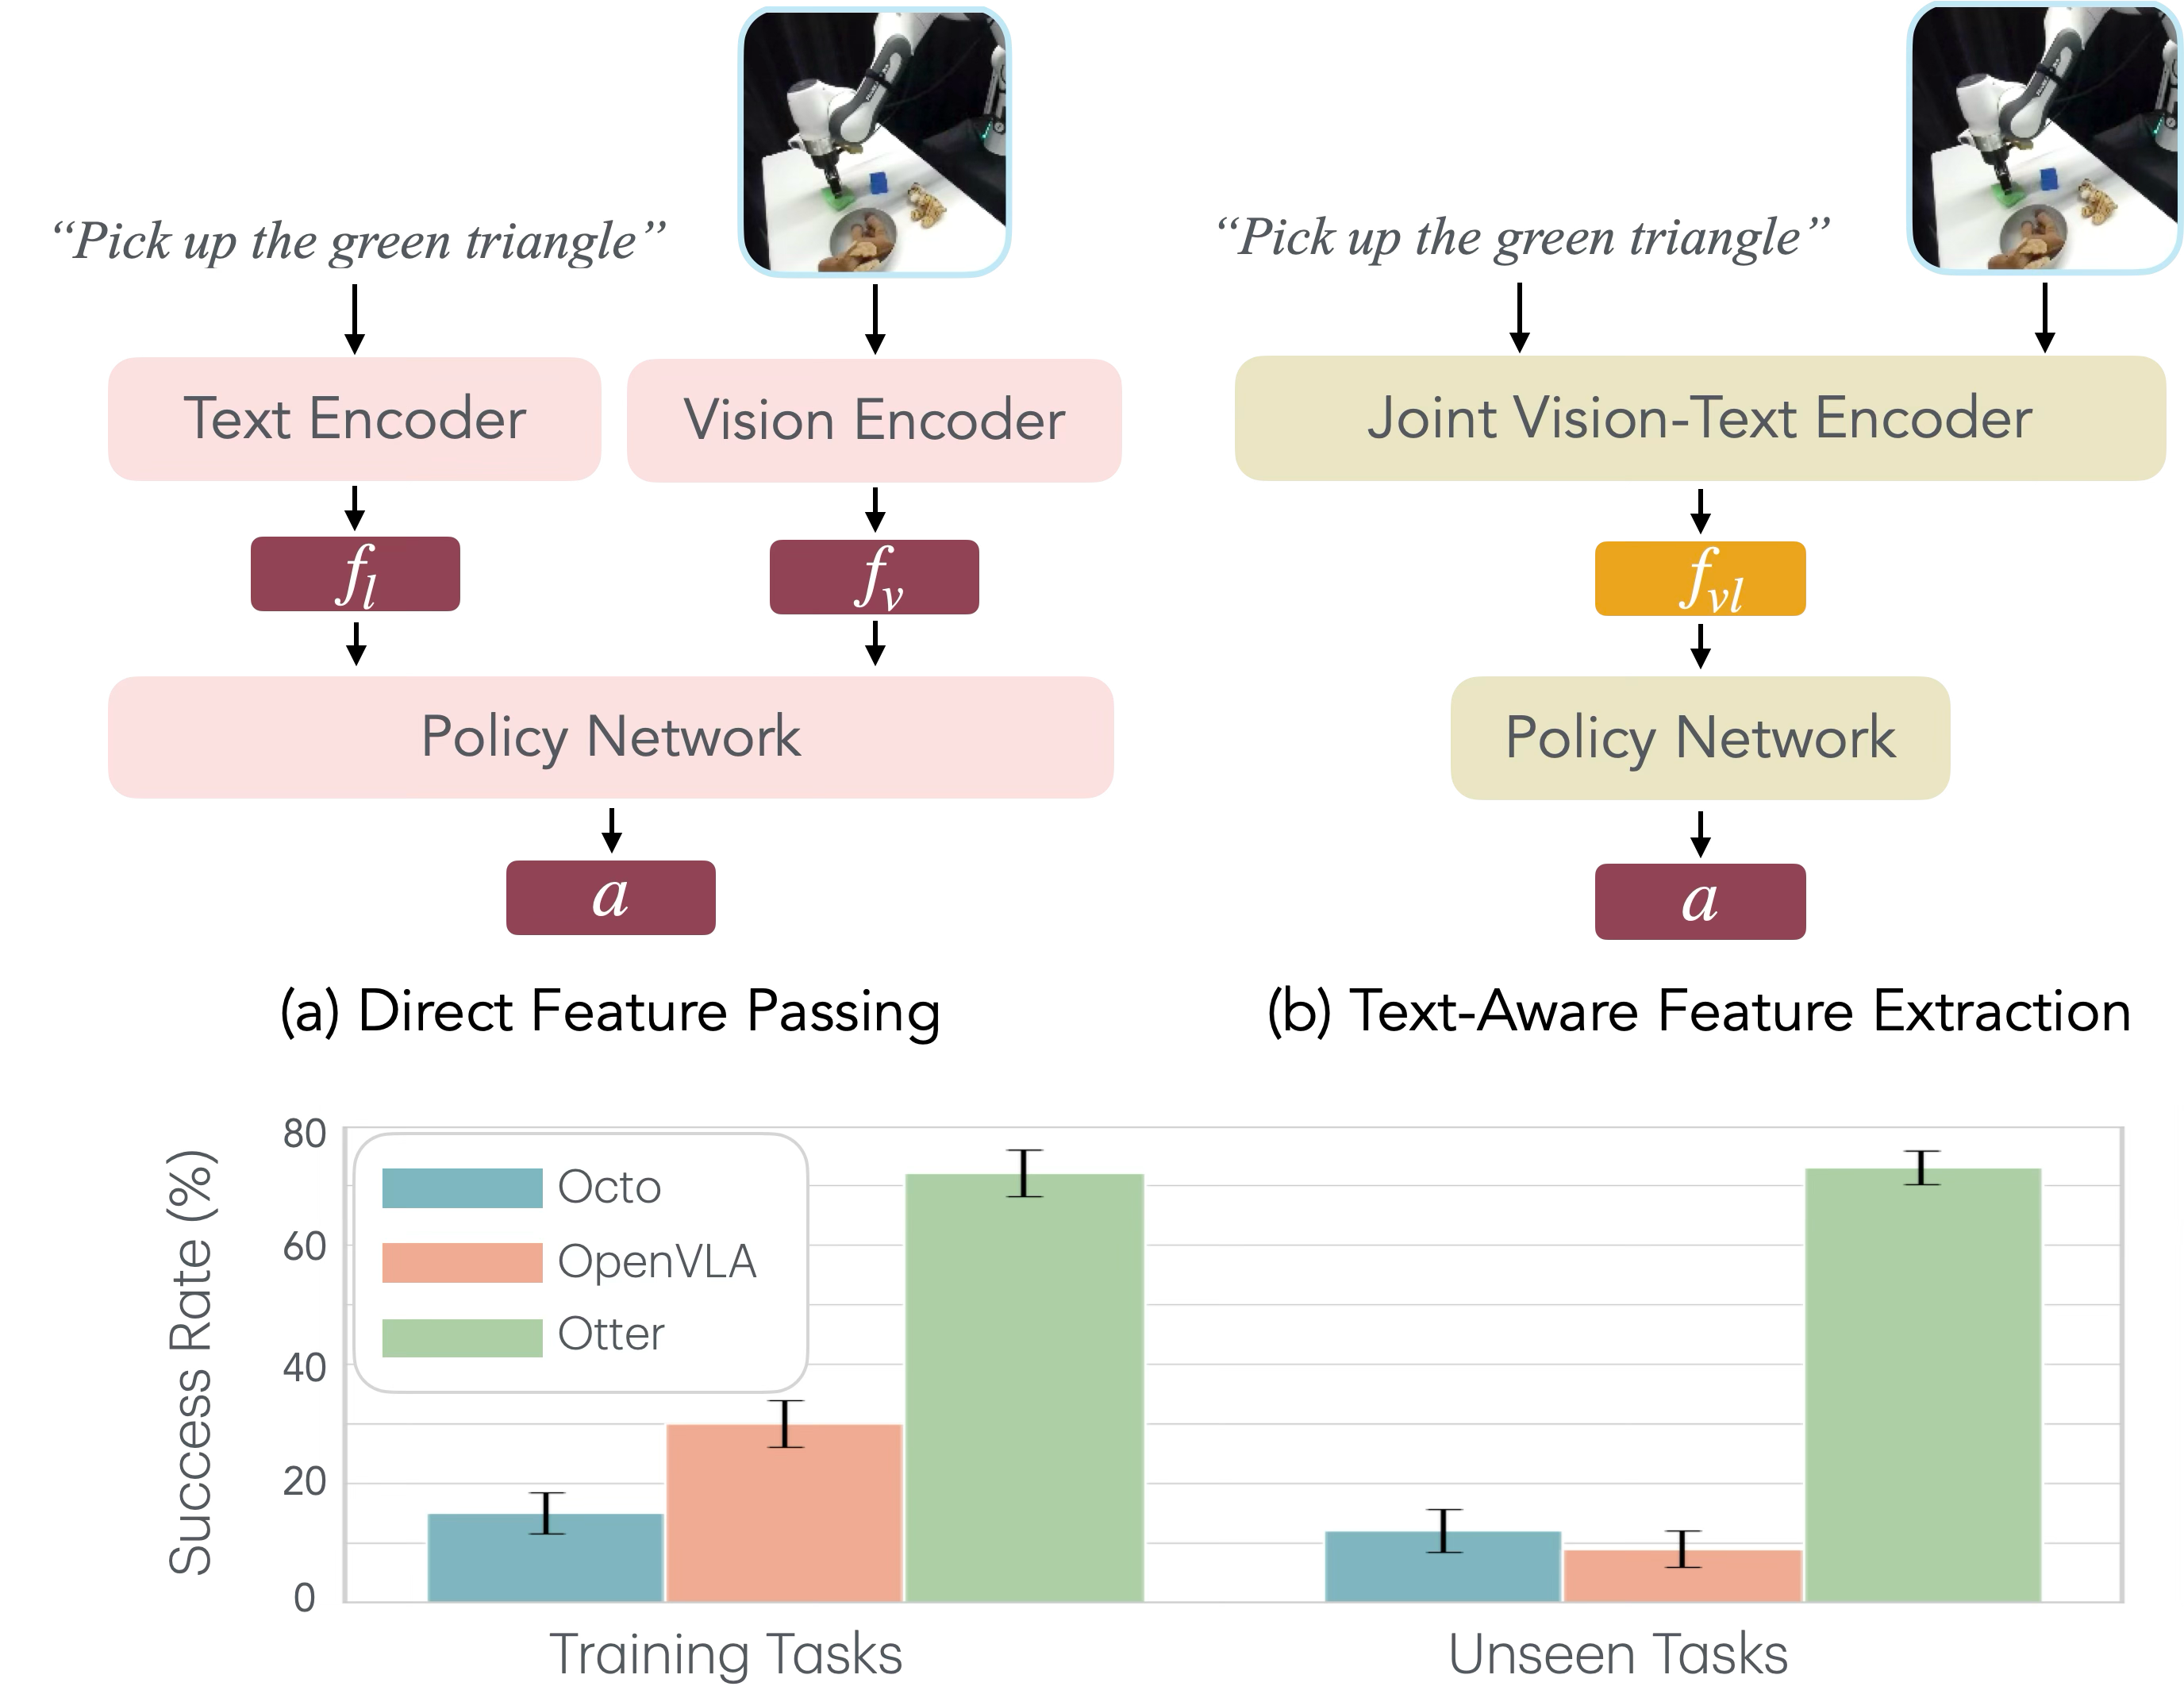 “Pick up the green triangle”
Text Encoder
Vision Encoder
f_l
f_v
Policy Network
a
(a) Direct Feature Passing
“Pick up the green triangle”
Joint Vision-Text Encoder
f_vl
Policy Network
a
(b) Text-Aware Feature Extraction
Success Rate (%)
80
60
40
20
0
Octo
OpenVLA
Otter
Training Tasks
Unseen Tasks